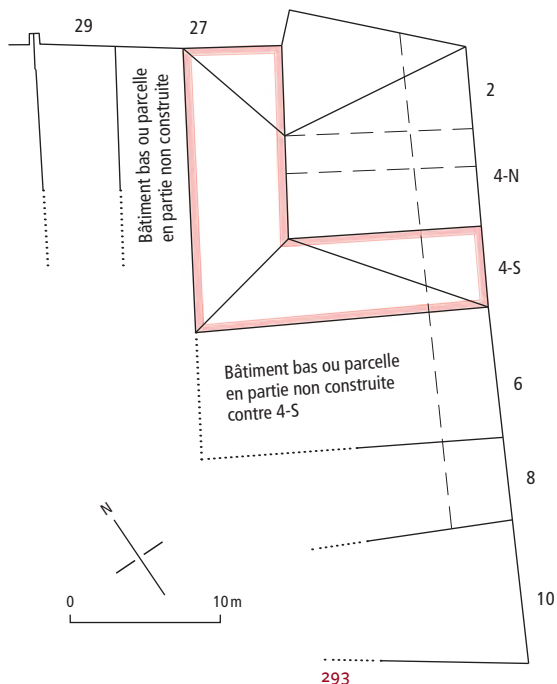 29
27
2
Bâtiment bas ou parcelle
en partie non construite
4-N
4-S
Bâtiment bas ou parcelle
en partie non construite
contre 4-S
6
8
N
0
10 m
10
293